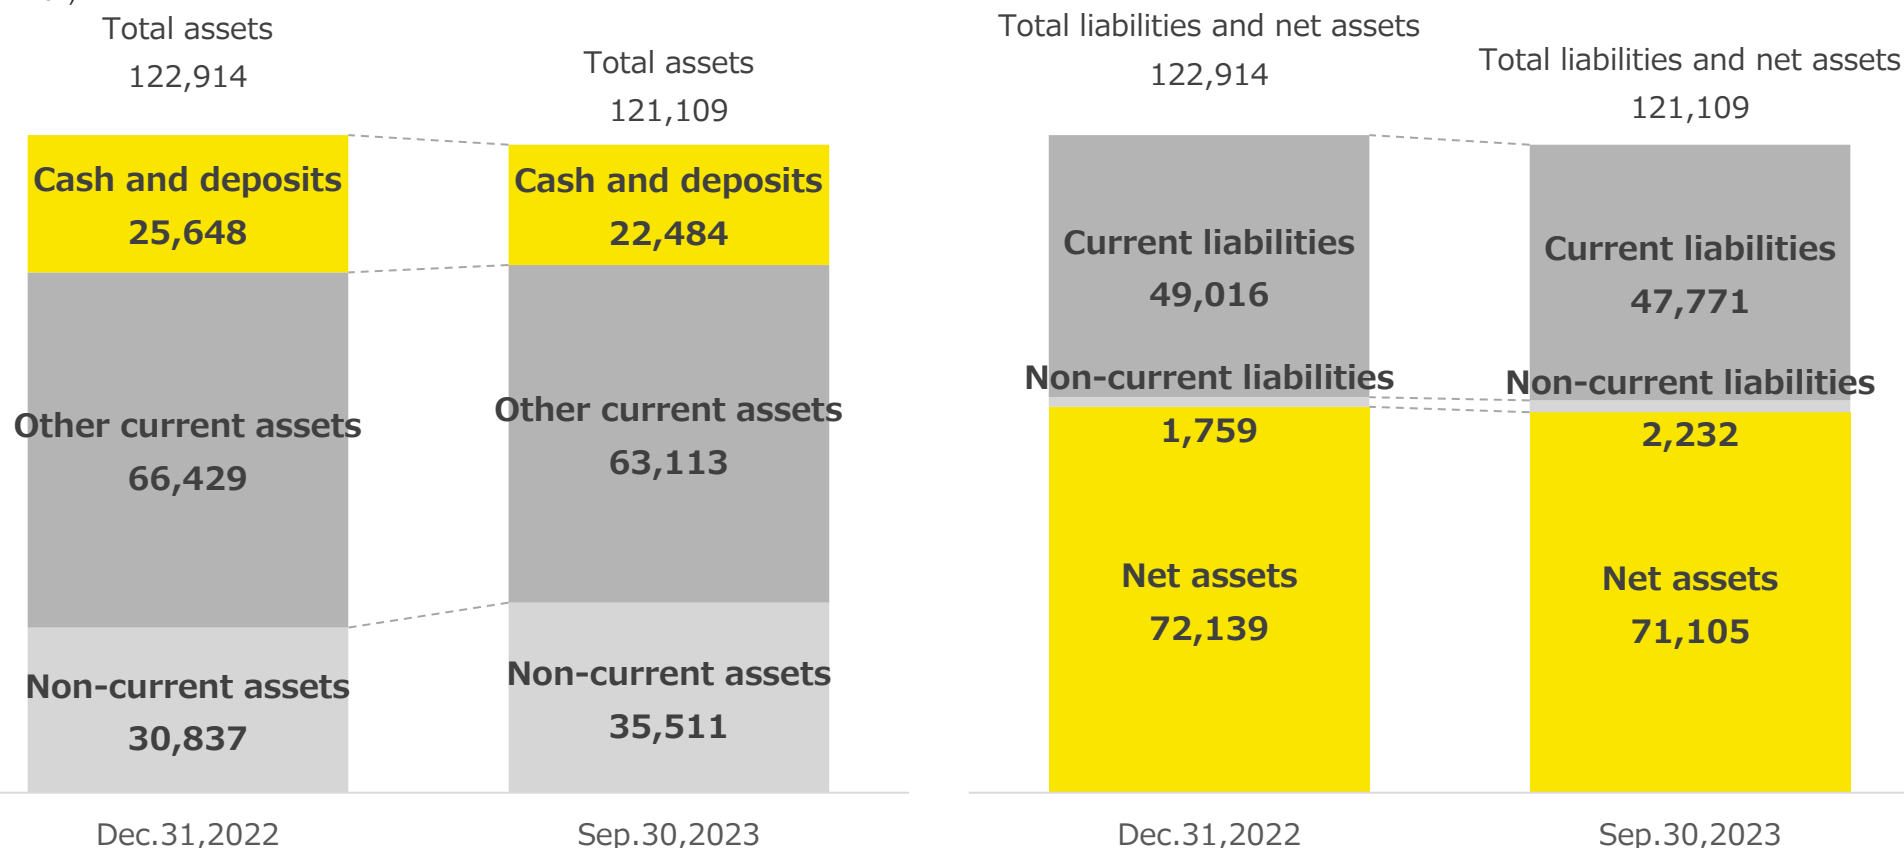 Total assets
122,914
Cash and deposits
25,648
Other current assets
66,429
Non-current assets
30,837
Dec.31,2022
Total assets
121,109
Cash and deposits
22,484
Other current assets
63,113
Non-current assets
35,511
Sep.30,2023
Total liabilities and net assets
122,914
Current liabilities
49,016
Non-current liabilities
1,759
Net assets
72,139
Dec.31,2022
Total liabilities and net assets
121,109
Current liabilities
47,771
Non-current liabilities
2,232
Net assets
71,105
Sep.30,2023